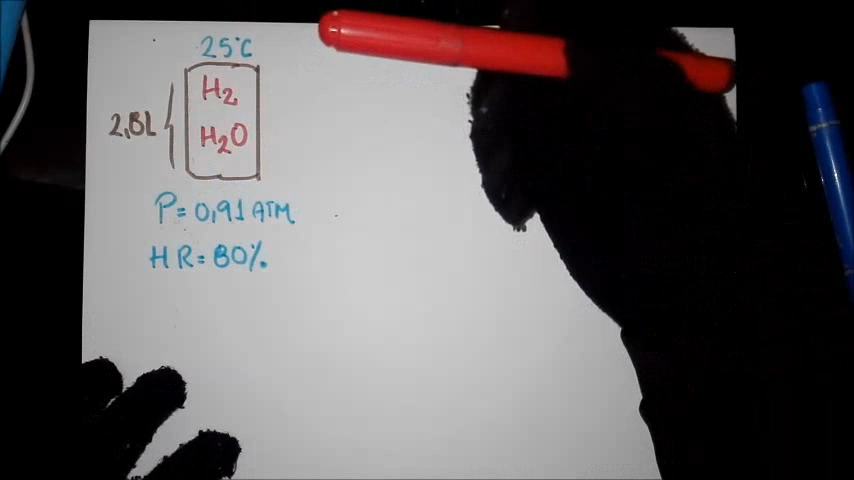 25°C
H2
2,8L
H2O
P=0,91 ATM
HR=80%